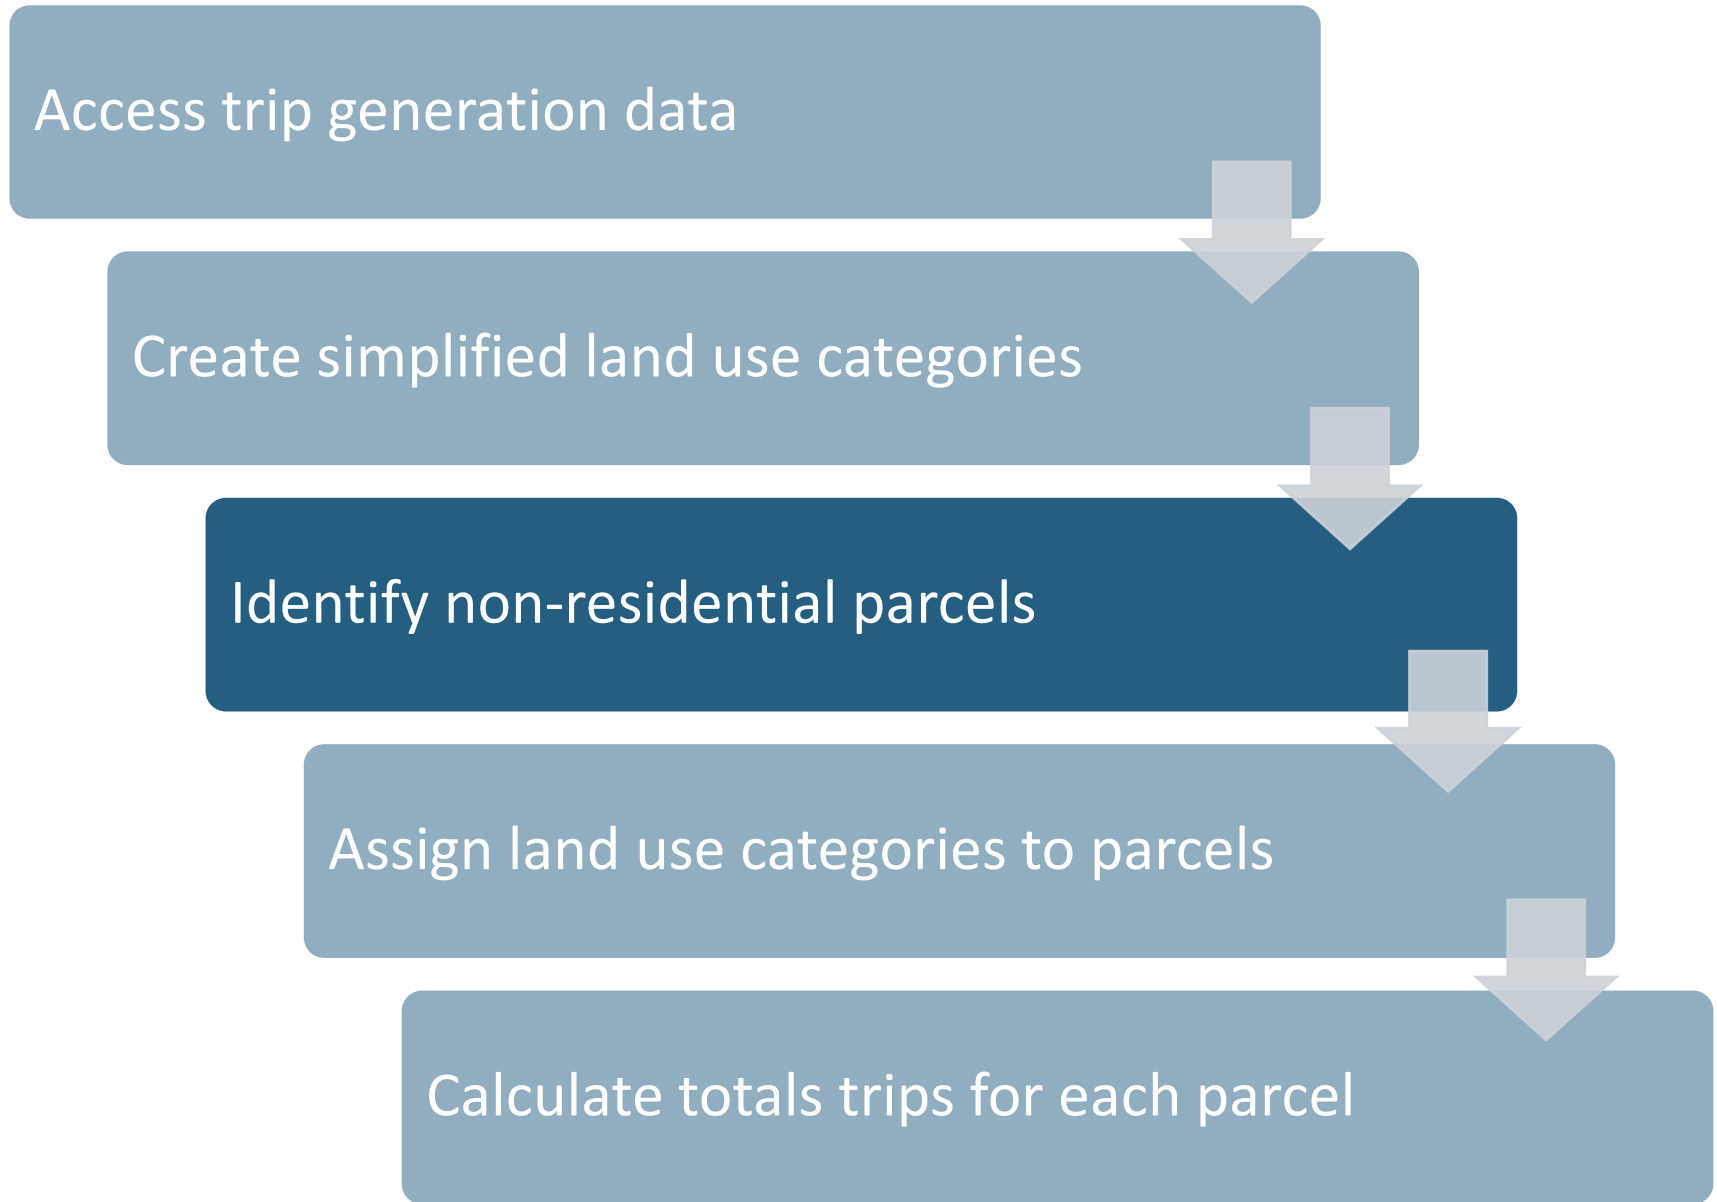 Access trip generation data
Create simplified land use categories
Identify non-residential parcels
Assign land use categories to parcels
Calculate totals trips for each parcel